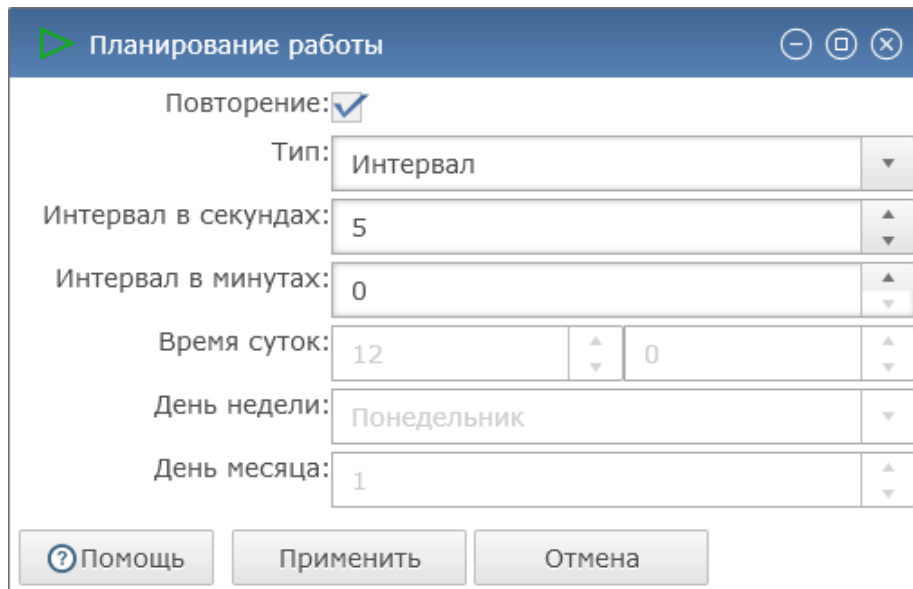 Планирование работы
Повторение:
Тип: Интервал
Интервал в секундах: 5
Интервал в минутах: 0
Время суток: 12 0
День недели: Понедельник
День месяца: 1
Помощь Применить Отмена